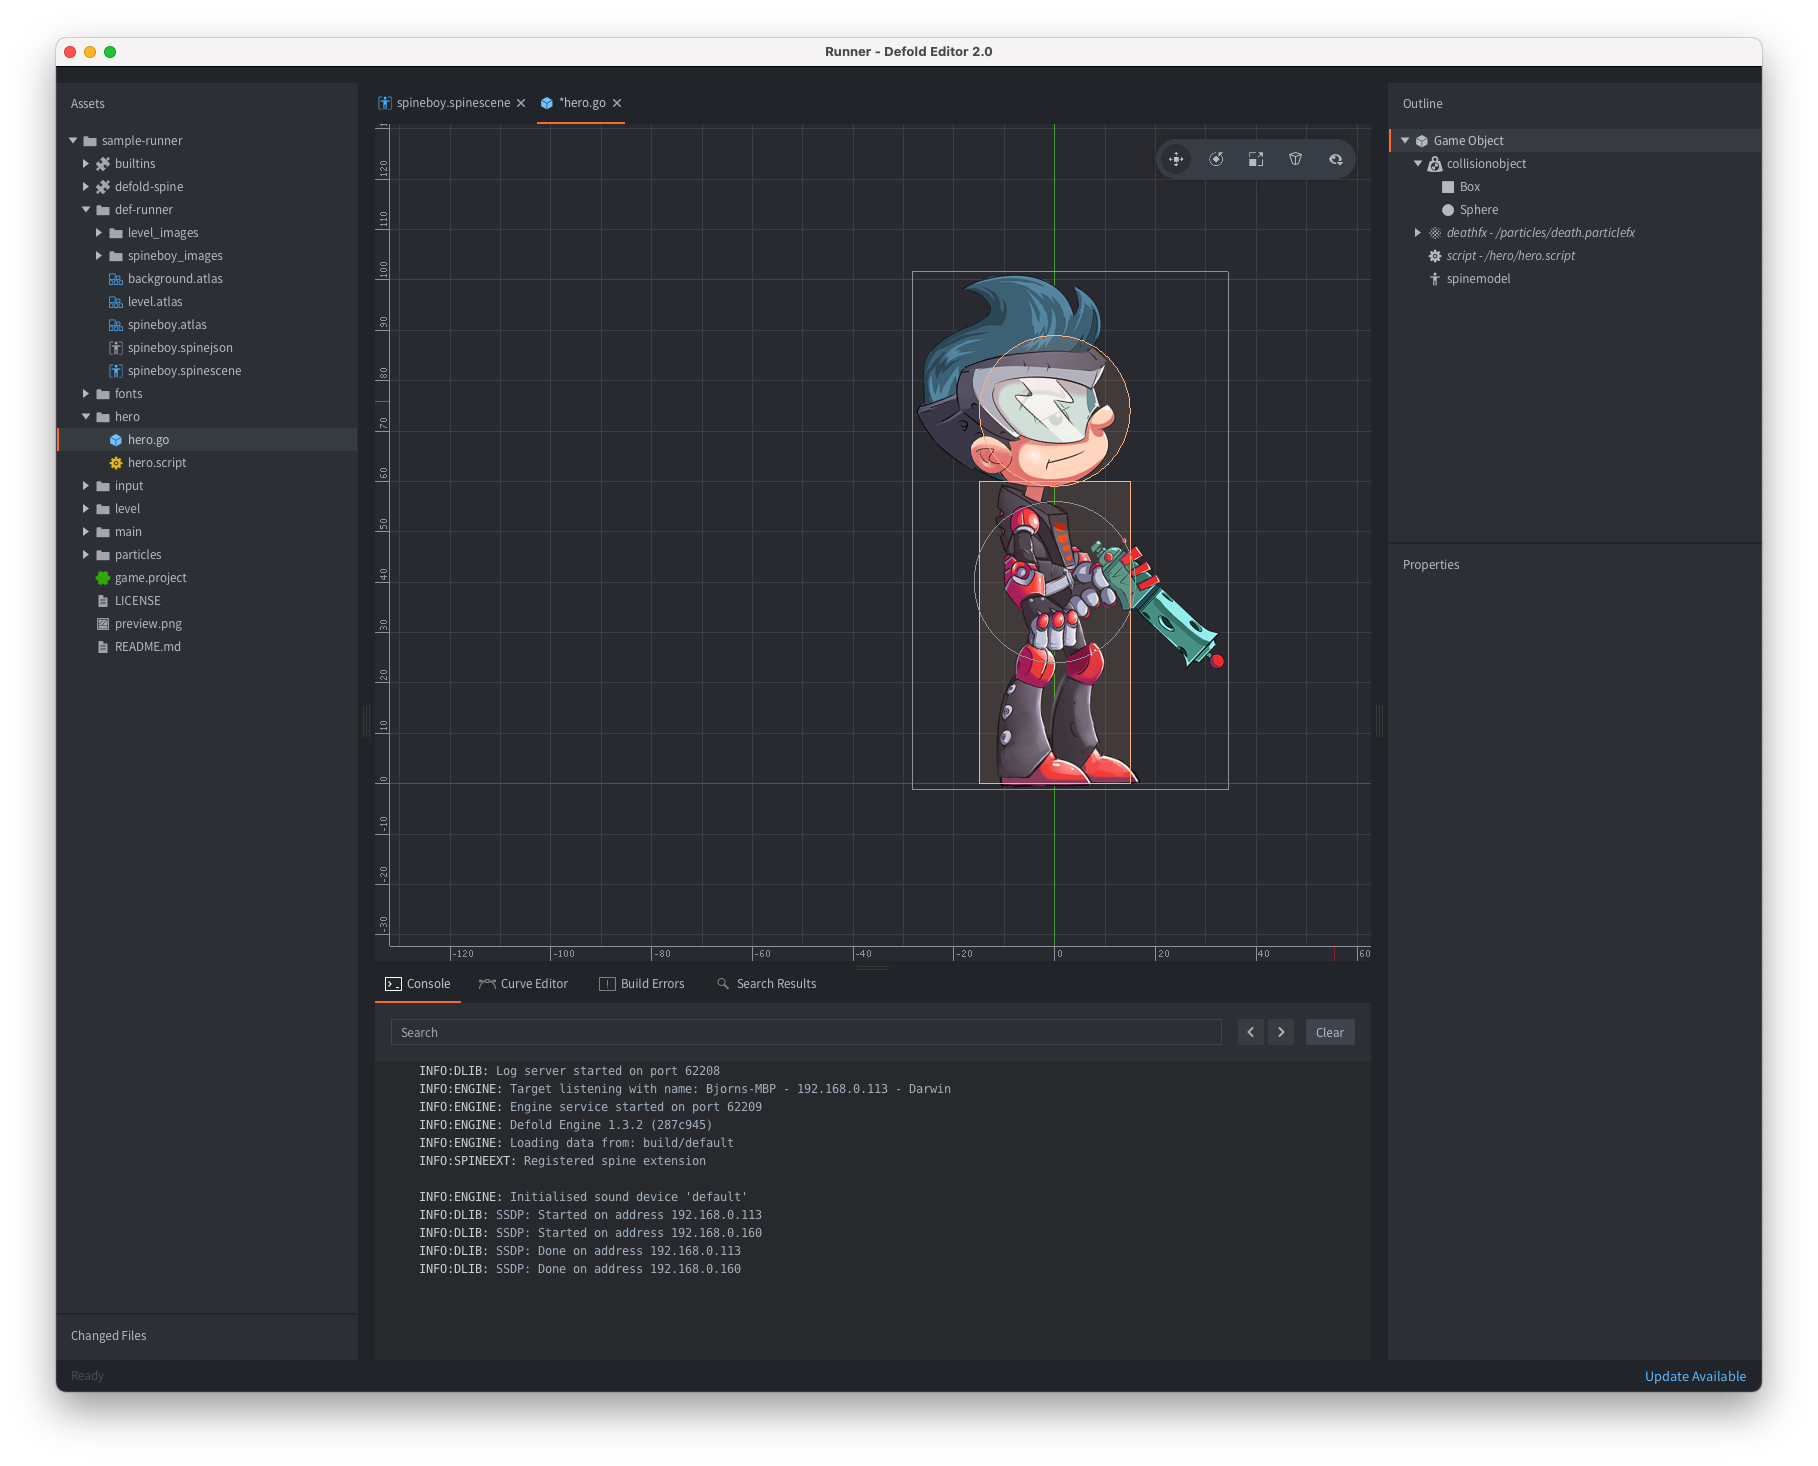 Runner - Defold Editor 2.0
Assets
sample-runner
builtins
defold-spine
def-runner
level_images
spineboy_images
background.atlas
level.atlas
spineboy.atlas
spineboy.spinejson
spineboy.spinescene
fonts
hero
hero.go
hero.script
input
level
main
particles
game.project
LICENSE
preview.png
README.md
Changed Files
Ready
spineboy.spinescene
*hero.go
120
110
100
90
80
70
60
50
40
30
20
10
0
-10
-20
-30
-120 -100 -80 -60 -40 -20 0 20 40 60
Console Curve Editor Build Errors Search Results
Search
Clear
INFO:DLIB: Log server started on port 62208
INFO:ENGINE: Target listening with name: Bjorns-MBP - 192.168.0.113 - Darwin
INFO:ENGINE: Engine service started on port 62209
INFO:ENGINE: Defold Engine 1.3.2 (287c945)
INFO:ENGINE: Loading data from: build/default
INFO:SPINEEXT: Registered spine extension
INFO:ENGINE: Initialised sound device 'default'
INFO:DLIB: SSDP: Started on address 192.168.0.113
INFO:DLIB: SSDP: Started on address 192.168.0.160
INFO:DLIB: SSDP: Done on address 192.168.0.113
INFO:DLIB: SSDP: Done on address 192.168.0.160
Outline
Game Object
collisionobject
Box
Sphere
deathfx - /particles/death.particlefx
script - /hero/hero.script
spinemodel
Properties
Update Available